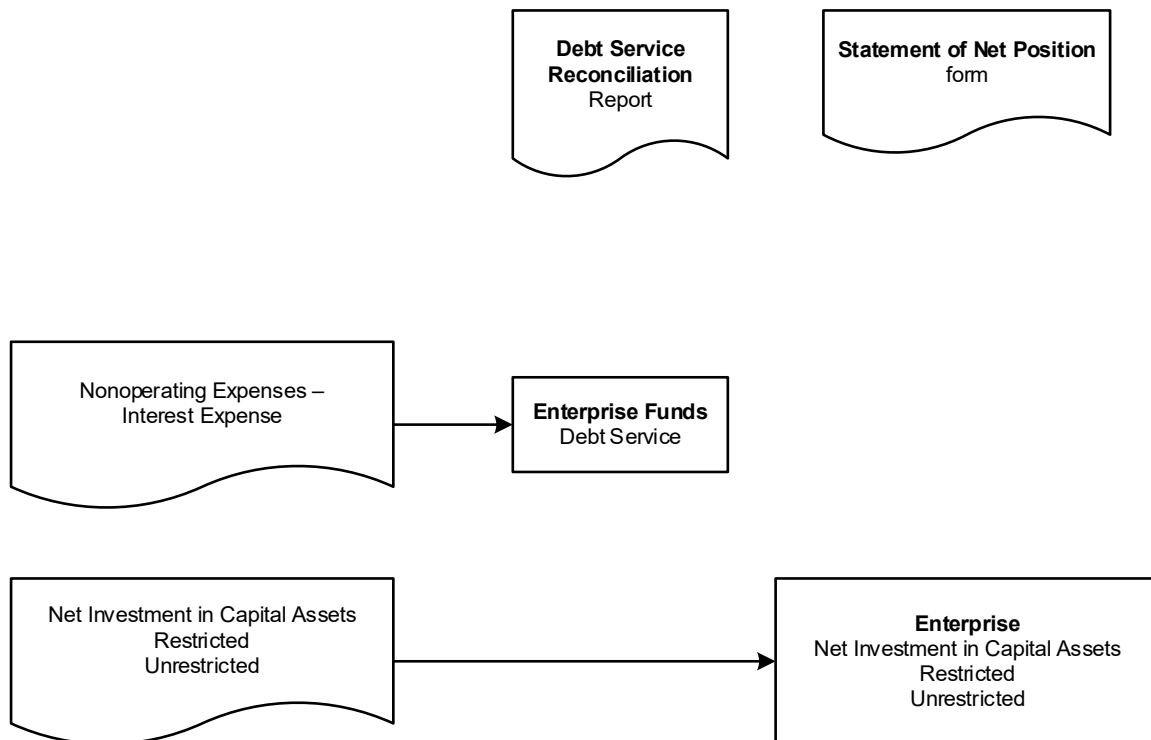 Debt Service
Reconciliation
Report
Statement of Net Position
form
Nonoperating Expenses –
Interest Expense
Enterprise Funds
Debt Service
Net Investment in Capital Assets
Restricted
Unrestricted
Enterprise
Net Investment in Capital Assets
Restricted
Unrestricted